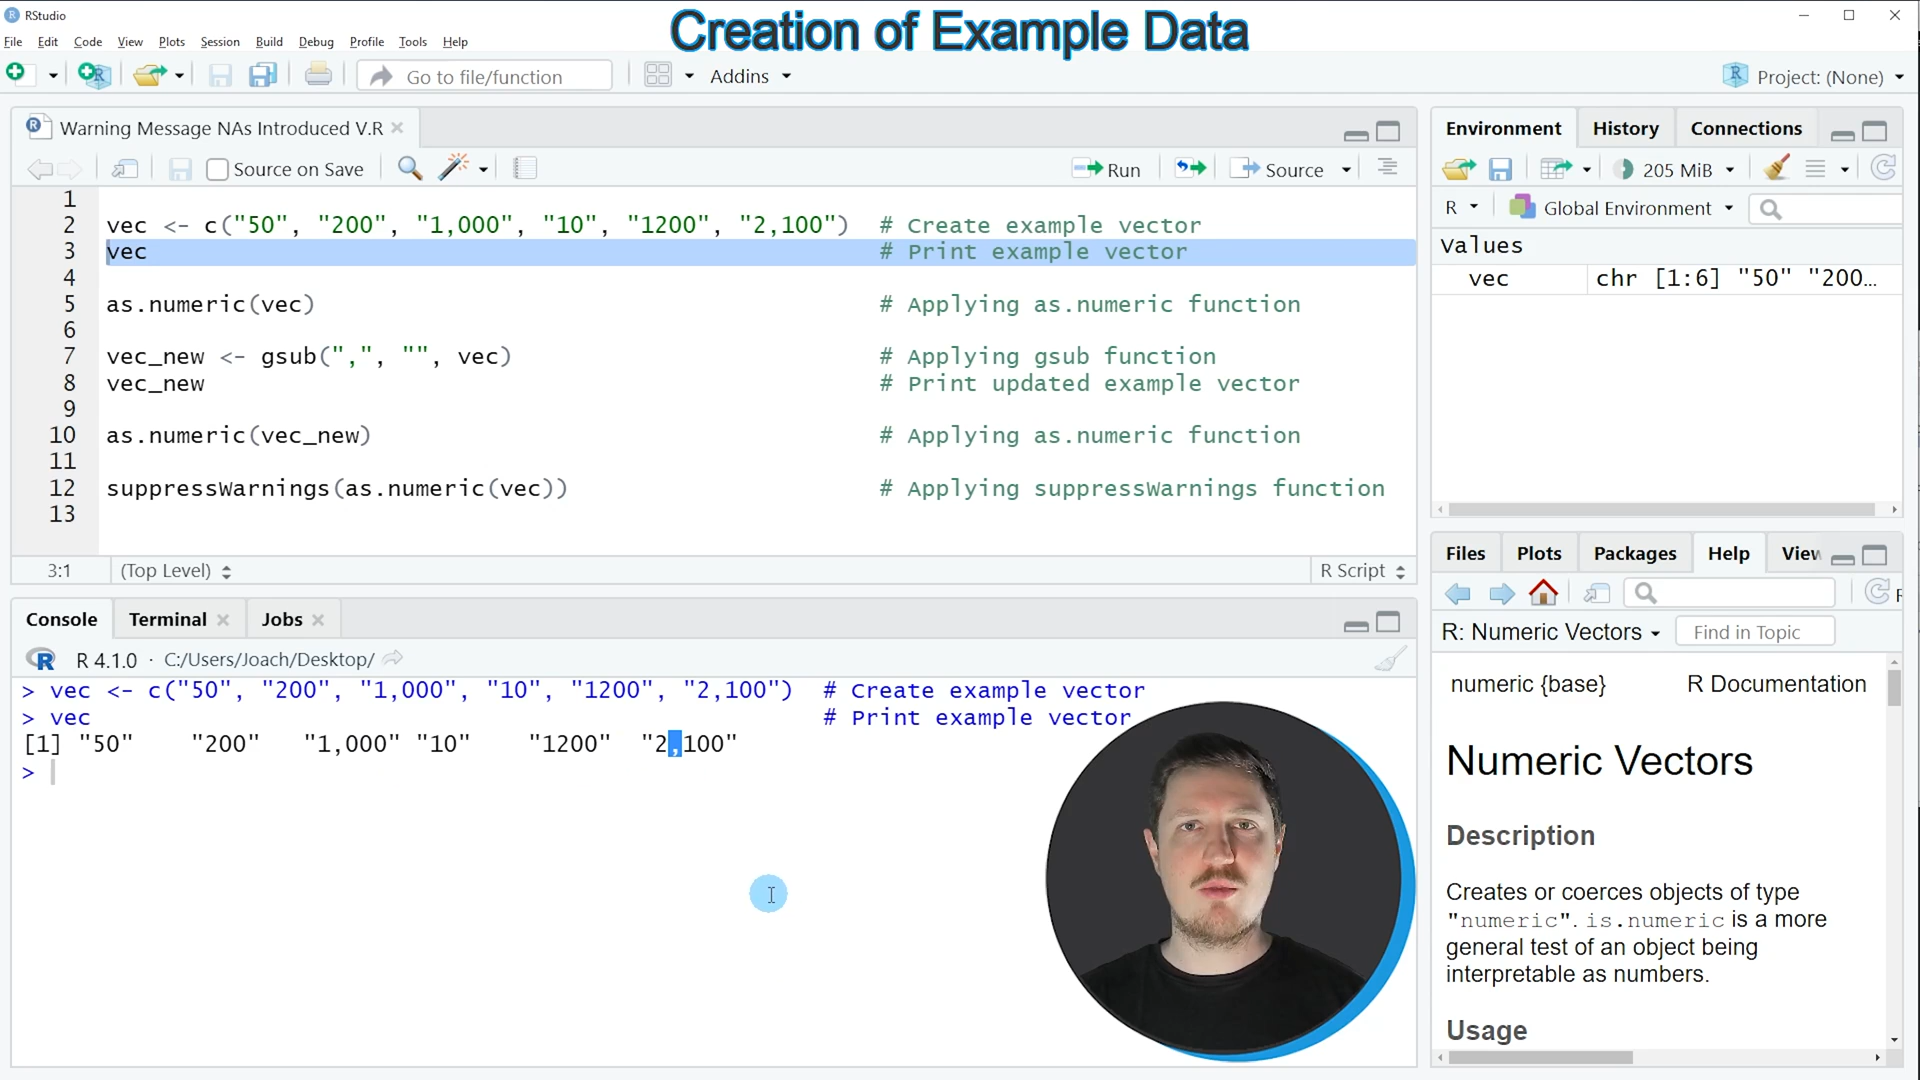 RStudio
Creation of Example Data
File Edit Code View Plots Session Build Debug Profile Tools Help
Go to file/function
Addins
Project: (None)
Warning Message NAs Introduced V.R
Source on Save
Run
Source
1
2 vec <- c("50", "200", "1,000", "10", "1200", "2,100") # Create example vector
3 vec # Print example vector
4
5 as.numeric(vec) # Applying as.numeric function
6
7 vec_new <- gsub(",", "", vec) # Applying gsub function
8 vec_new # Print updated example vector
9
10 as.numeric(vec_new) # Applying as.numeric function
11
12 suppressWarnings(as.numeric(vec)) # Applying suppressWarnings function
13
3:1 (Top Level) R Script
Console Terminal Jobs
R 4.1.0 · C:/Users/Joach/Desktop/
> vec <- c("50", "200", "1,000", "10", "1200", "2,100") # Create example vector
> vec # Print example vector
[1] "50" "200" "1,000" "10" "1200" "2,100"
>
Environment History Connections
205 MiB
R Global Environment
Values
vec chr [1:6] "50" "200…
Files Plots Packages Help
R: Numeric Vectors Find in Topic
numeric {base} R Documentation
Numeric Vectors
Description
Creates or coerces objects of type
"numeric". is.numeric is a more
general test of an object being
interpretable as numbers.
Usage